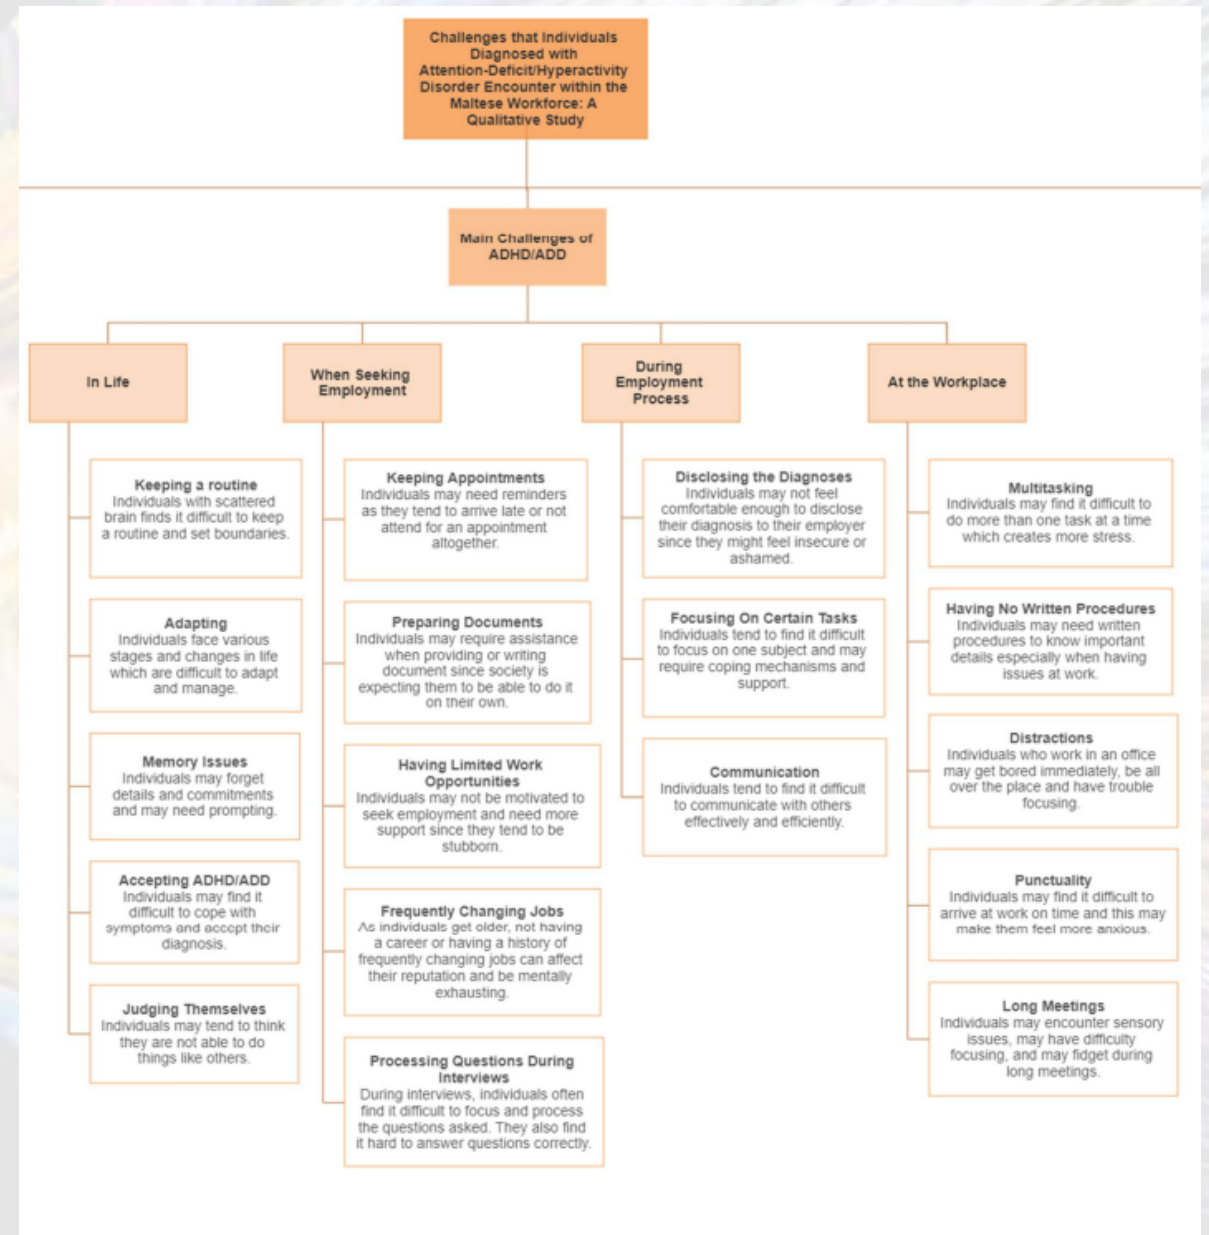 Challenges that Individuals
Diagnosed with
Attention-Deficit/Hyperactivity
Disorder Encounter within the
Maltese Workforce: A
Qualitative Study
Main Challenges of
ADHD/ADD
In Life
Keeping a routine
Individuals with scattered
brain finds it difficult to keep
a routine and set boundaries.
Adapting
Individuals face various
stages and changes in life
which are difficult to adapt
and manage.
Memory Issues
Individuals may forget
details and commitments
and may need prompting.
Accepting ADHD/ADD
Individuals may find it
difficult to cope with
symptoms and accept their
diagnosis.
Judging Themselves
Individuals may tend to think
they are not able to do
things like others.
When Seeking
Employment
Keeping Appointments
Individuals may need reminders
as they tend to arrive late or not
attend for an appointment
altogether.
Preparing Documents
Individuals may require assistance
when providing or writing
document since society is
expecting them to be able to do it
on their own.
Having Limited Work
Opportunities
Individuals may not be motivated to
seek employment and need more
support since they tend to be
stubborn.
Frequently Changing Jobs
As individuals get older, not having
a career or having a history of
frequently changing jobs can affect
their reputation and be mentally
exhausting.
Processing Questions During
Interviews
During interviews, individuals often
find it difficult to focus and process
the questions asked. They also find
it hard to answer questions correctly.
During
Employment
Process
Disclosing the Diagnoses
Individuals may not feel
comfortable enough to disclose
their diagnosis to their employer
since they might feel insecure or
ashamed.
Focusing On Certain Tasks
Individuals tend to find it difficult
to focus on one subject and may
require coping mechanisms and
support.
Communication
Individuals tend to find it difficult
to communicate with others
effectively and efficiently.
At the Workplace
Multitasking
Individuals may find it difficult to
do more than one task at a time
which creates more stress.
Having No Written Procedures
Individuals may need written
procedures to know important
details especially when having
issues at work.
Distractions
Individuals who work in an office
may get bored immediately, be all
over the place and have trouble
focusing.
Punctuality
Individuals may find it difficult to
arrive at work on time and this may
make them feel more anxious.
Long Meetings
Individuals may encounter sensory
issues, may have difficulty
focusing, and may fidget during
long meetings.